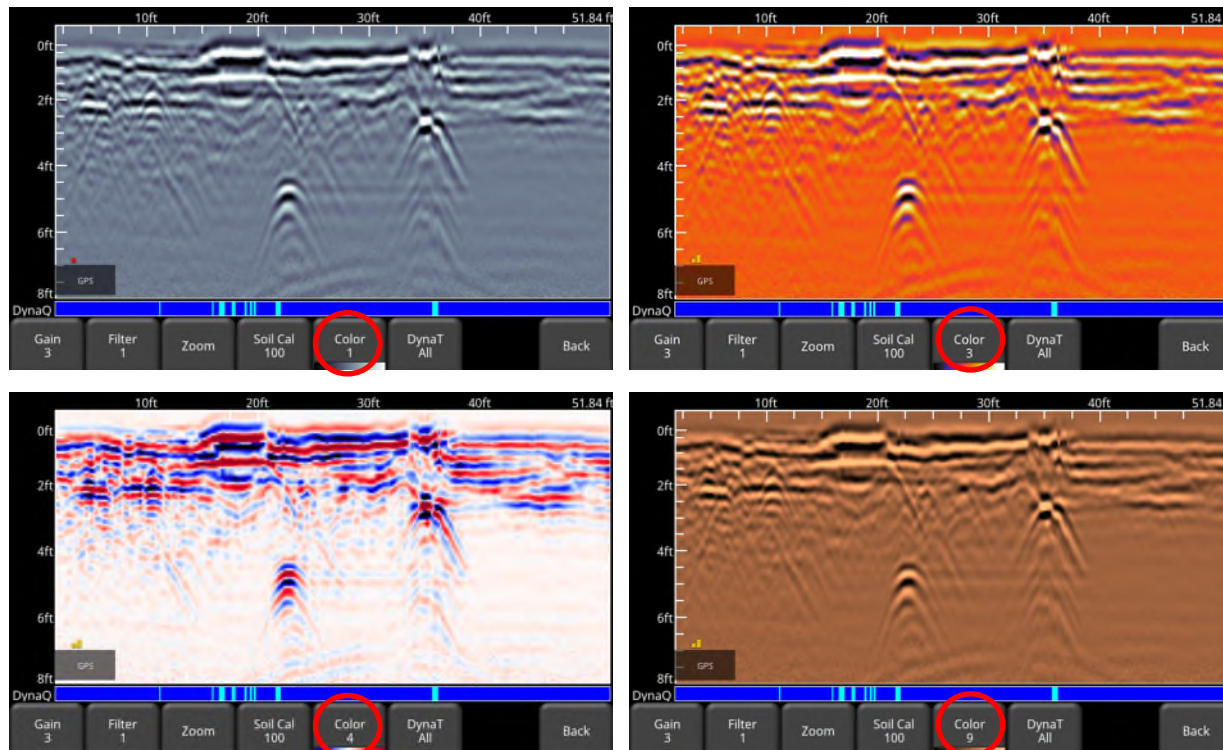 10ft 20ft 30ft 40ft 51.84 ft
0ft
2ft
4ft
6ft
8ft
GPS
DynaQ
Gain 3
Filter 1
Zoom
Soil Cal 100
Color 1
DynaT All
Back
10ft 20ft 30ft 40ft 51.84
0ft
2ft
4ft
6ft
8ft
GPS
DynaQ
Gain 3
Filter 1
Zoom
Soil Cal 100
Color 3
DynaT All
Back
10ft 20ft 30ft 40ft 51.84 ft
0ft
2ft
4ft
6ft
8ft
GPS
DynaQ
Gain 3
Filter 1
Zoom
Soil Cal 100
Color 4
DynaT All
Back
10ft 20ft 30ft 40ft 51.84
0ft
2ft
4ft
6ft
8ft
GPS
DynaQ
Gain 3
Filter 1
Zoom
Soil Cal 100
Color 9
DynaT All
Back